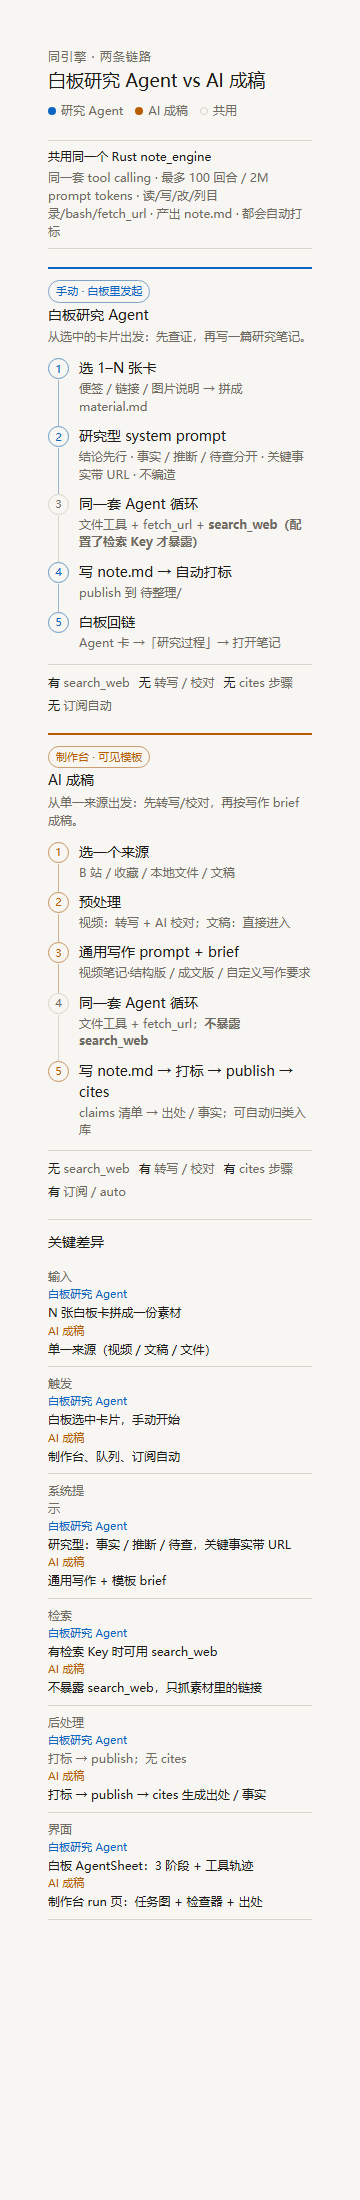 同引擎 · 两条链路
白板研究 Agent vs AI 成稿
研究 Agent AI 成稿 共用
共用同一个 Rust note_engine
同一套 tool calling · 最多 100 回合 / 2M
prompt tokens · 读/写/改/列目
录/bash/fetch_url · 产出 note.md · 都会自动打
标
手动 · 白板里发起
白板研究 Agent
从选中的卡片出发：先查证，再写一篇研究笔记。
1 选 1–N 张卡
便签 / 链接 / 图片说明 → 拼成
material.md
2 研究型 system prompt
结论先行 · 事实 / 推断 / 待查分开 · 关键事
实带 URL · 不编造
3 同一套 Agent 循环
文件工具 + fetch_url + search_web（配
置了检索 Key 才暴露）
4 写 note.md → 自动打标
publish 到 待整理/
5 白板回链
Agent 卡 → 「研究过程」 → 打开笔记
有 search_web 无 转写 / 校对 无 cites 步骤
无 订阅自动
制作台 · 可见模板
AI 成稿
从单一来源出发：先转写/校对，再按写作 brief
成稿。
1 选一个来源
B 站 / 收藏 / 本地文件 / 文稿
2 预处理
视频：转写 + AI 校对；文稿：直接进入
3 通用写作 prompt + brief
视频笔记·结构版 / 成文版 / 自定义写作要求
4 同一套 Agent 循环
文件工具 + fetch_url；不暴露
search_web
5 写 note.md → 打标 → publish →
cites
claims 清单 → 出处 / 事实；可自动归类入
库
无 search_web 有 转写 / 校对 有 cites 步骤
有 订阅 / auto
关键差异
输入
白板研究 Agent
N 张白板卡拼成一份素材
AI 成稿
单一来源（视频 / 文稿 / 文件）
触发
白板研究 Agent
白板选中卡片，手动开始
AI 成稿
制作台、队列、订阅自动
系统提
示
白板研究 Agent
研究型：事实 / 推断 / 待查，关键事实带 URL
AI 成稿
通用写作 + 模板 brief
检索
白板研究 Agent
有检索 Key 时可用 search_web
AI 成稿
不暴露 search_web，只抓素材里的链接
后处理
白板研究 Agent
打标 → publish；无 cites
AI 成稿
打标 → publish → cites 生成出处 / 事实
界面
白板研究 Agent
白板 AgentSheet：3 阶段 + 工具轨迹
AI 成稿
制作台 run 页：任务图 + 检查器 + 出处